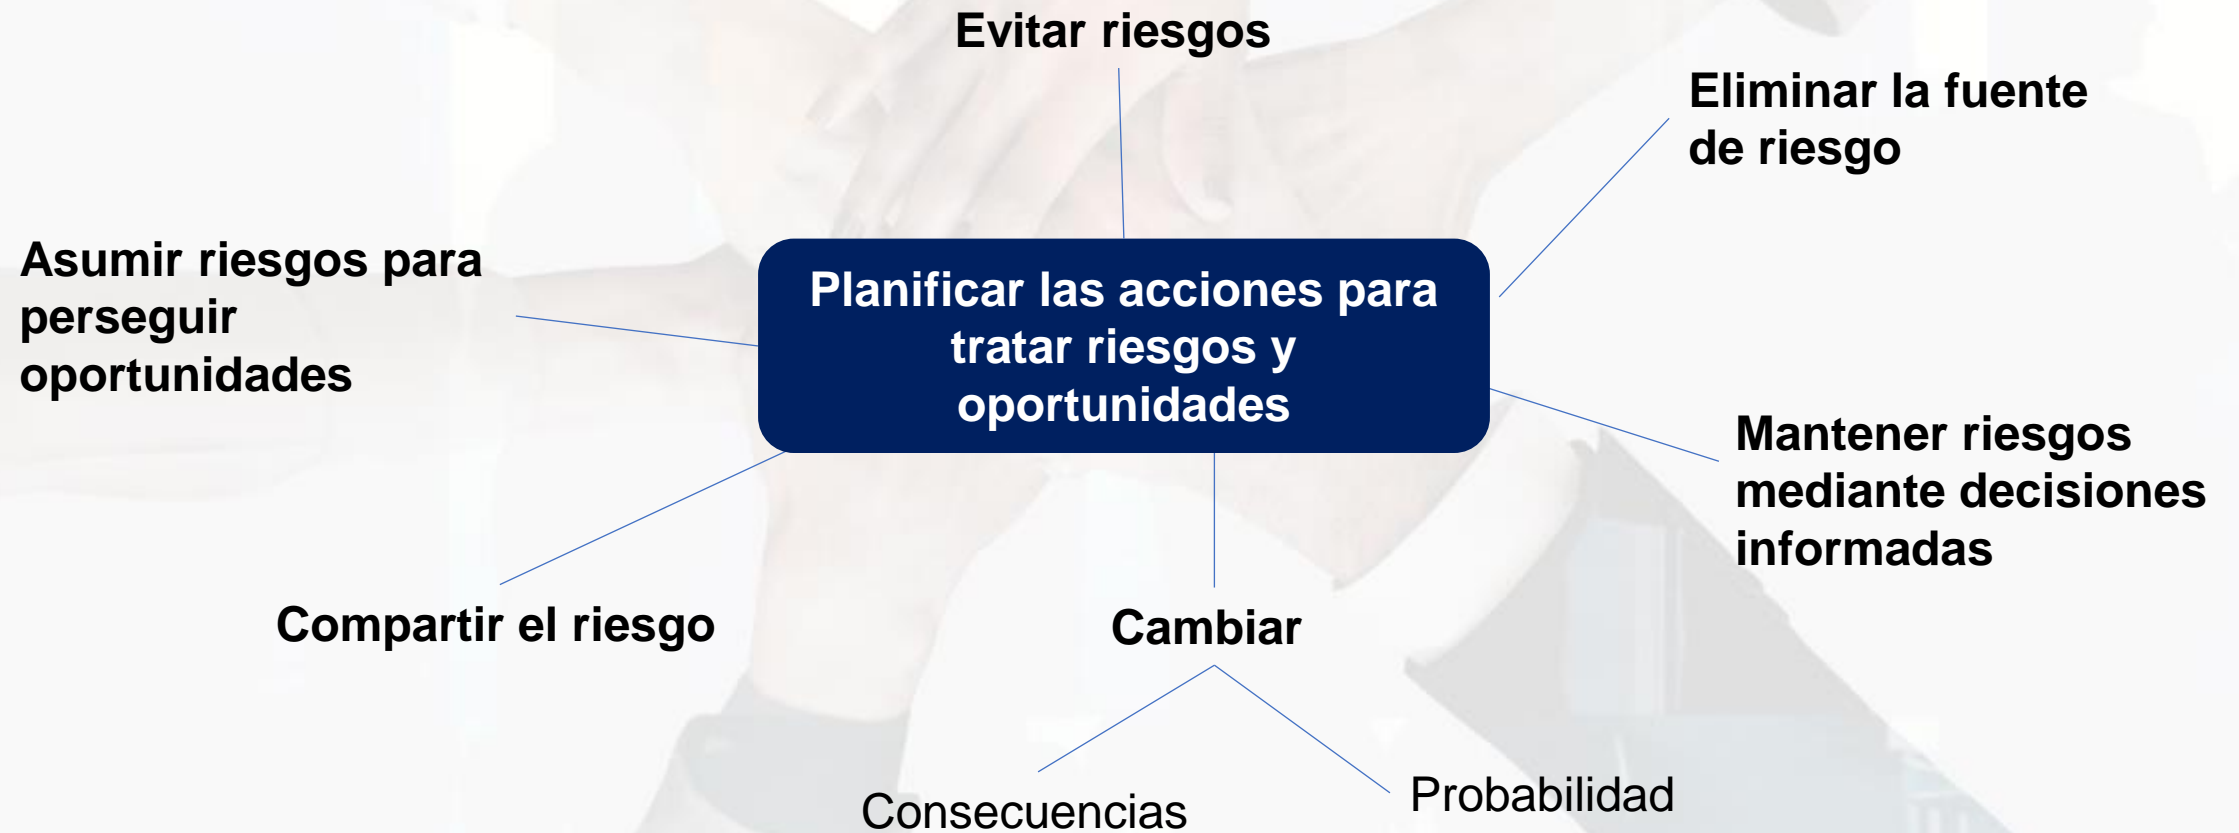 Evitar riesgos
Eliminar la fuente
de riesgo
Asumir riesgos para
perseguir
oportunidades
Planificar las acciones para
tratar riesgos y
oportunidades
Mantener riesgos
mediante decisiones
informadas
Compartir el riesgo
Cambiar
Consecuencias
Probabilidad